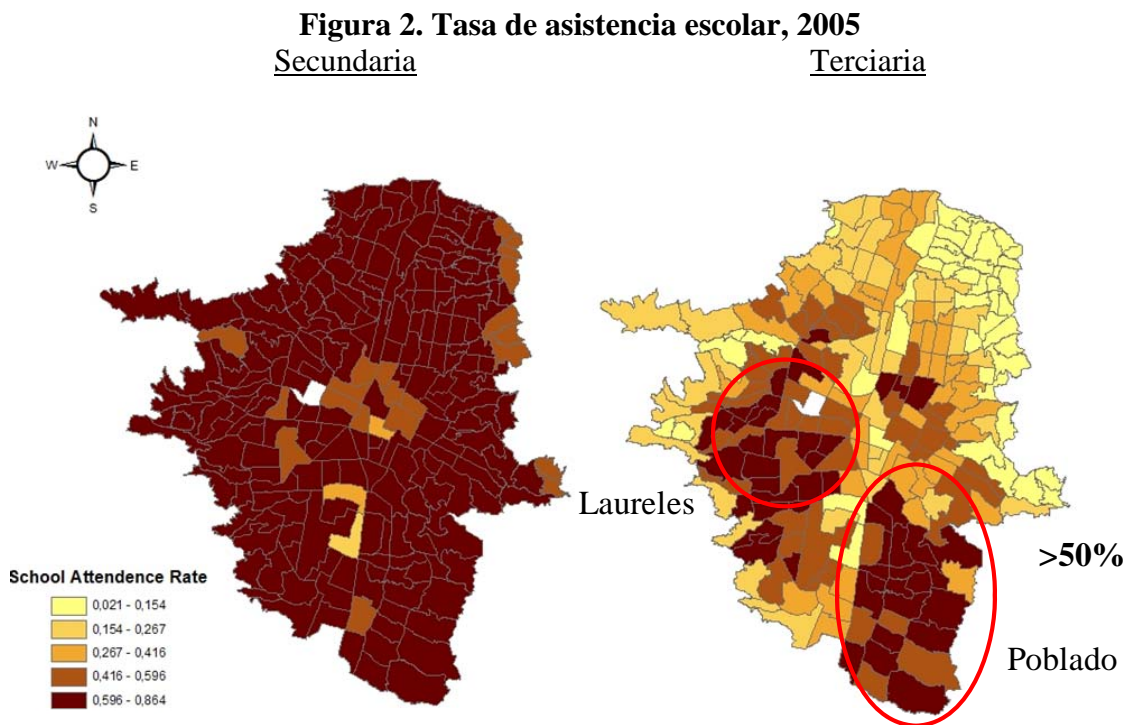 Figura 2. Tasa de asistencia escolar, 2005
Secundaria Terciaria
N
W E
S
Laureles
>50%
School Attendence Rate
0,021 - 0,154
0,154 - 0,267
0,267 - 0,416
0,416 - 0,596
0,596 - 0,864
Poblado